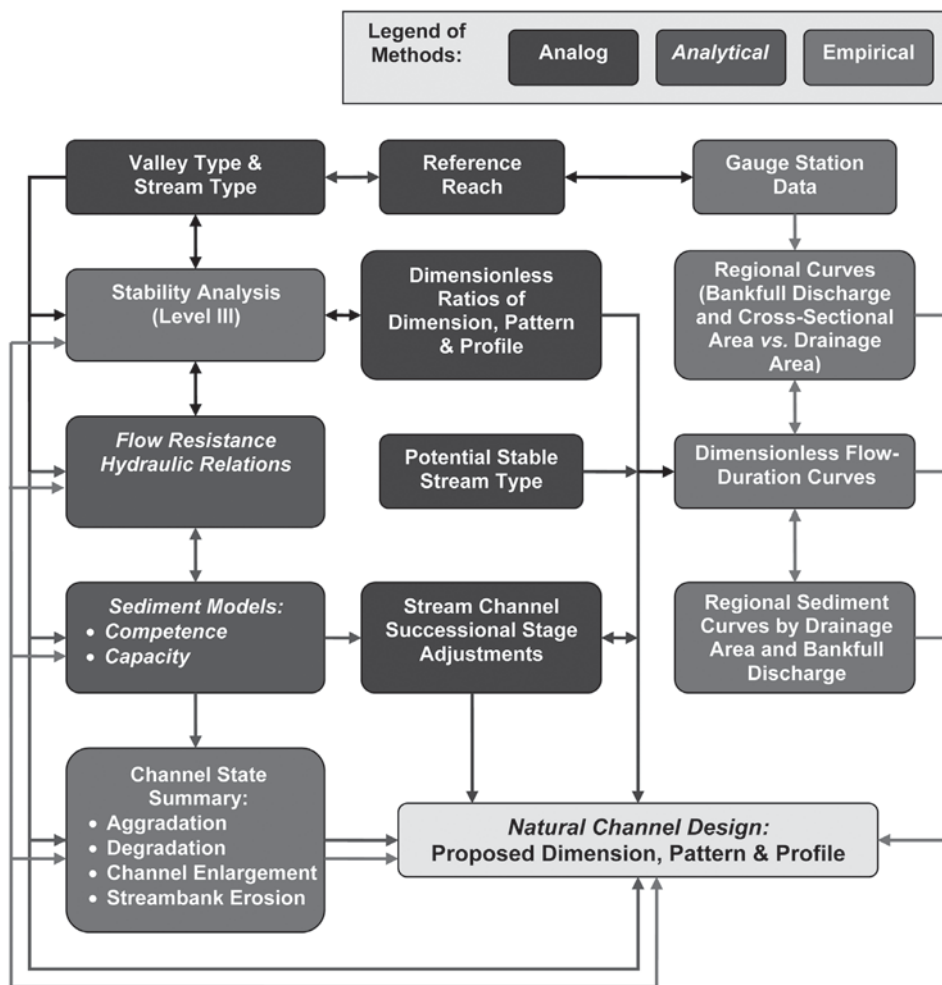 Legend of
Methods:
Analog
Analytical
Empirical
Valley Type &
Stream Type
Reference
Reach
Gauge Station
Data
Stability Analysis
(Level III)
Dimensionless
Ratios of
Dimension, Pattern
& Profile
Regional Curves
(Bankfull Discharge
and Cross-Sectional
Area vs. Drainage
Area)
Flow Resistance
Hydraulic Relations
Potential Stable
Stream Type
Dimensionless Flow-
Duration Curves
Sediment Models:
• Competence
• Capacity
Stream Channel
Successional Stage
Adjustments
Regional Sediment
Curves by Drainage
Area and Bankfull
Discharge
Channel State
Summary:
• Aggradation
• Degradation
• Channel Enlargement
• Streambank Erosion
Natural Channel Design:
Proposed Dimension, Pattern & Profile